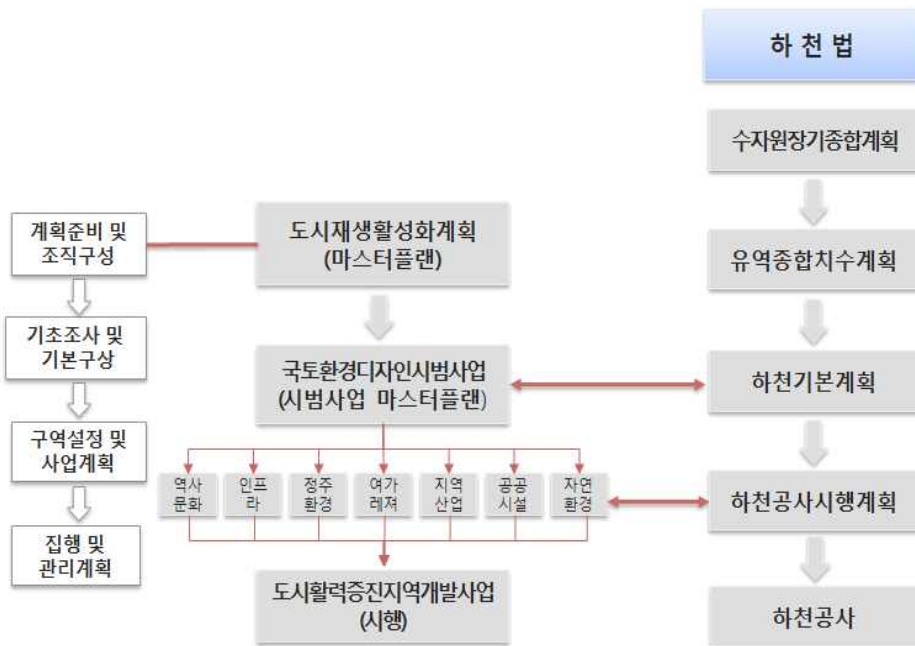 하 천 법
수자원장기종합계획
계획준비 및
조직구성
도시재생활성화계획
(마스터플랜)
유역종합치수계획
기초조사 및
기본구상
국토환경디자인시범사업
(시범사업 마스터플랜)
하천기본계획
구역설정 및
사업계획
역사
문화
인프
라
정주
환경
여가
레져
지역
산업
공공
시설
자연
환경
하천공사시행계획
집행 및
관리계획
도시활력증진지역개발사업
(시행)
하천공사